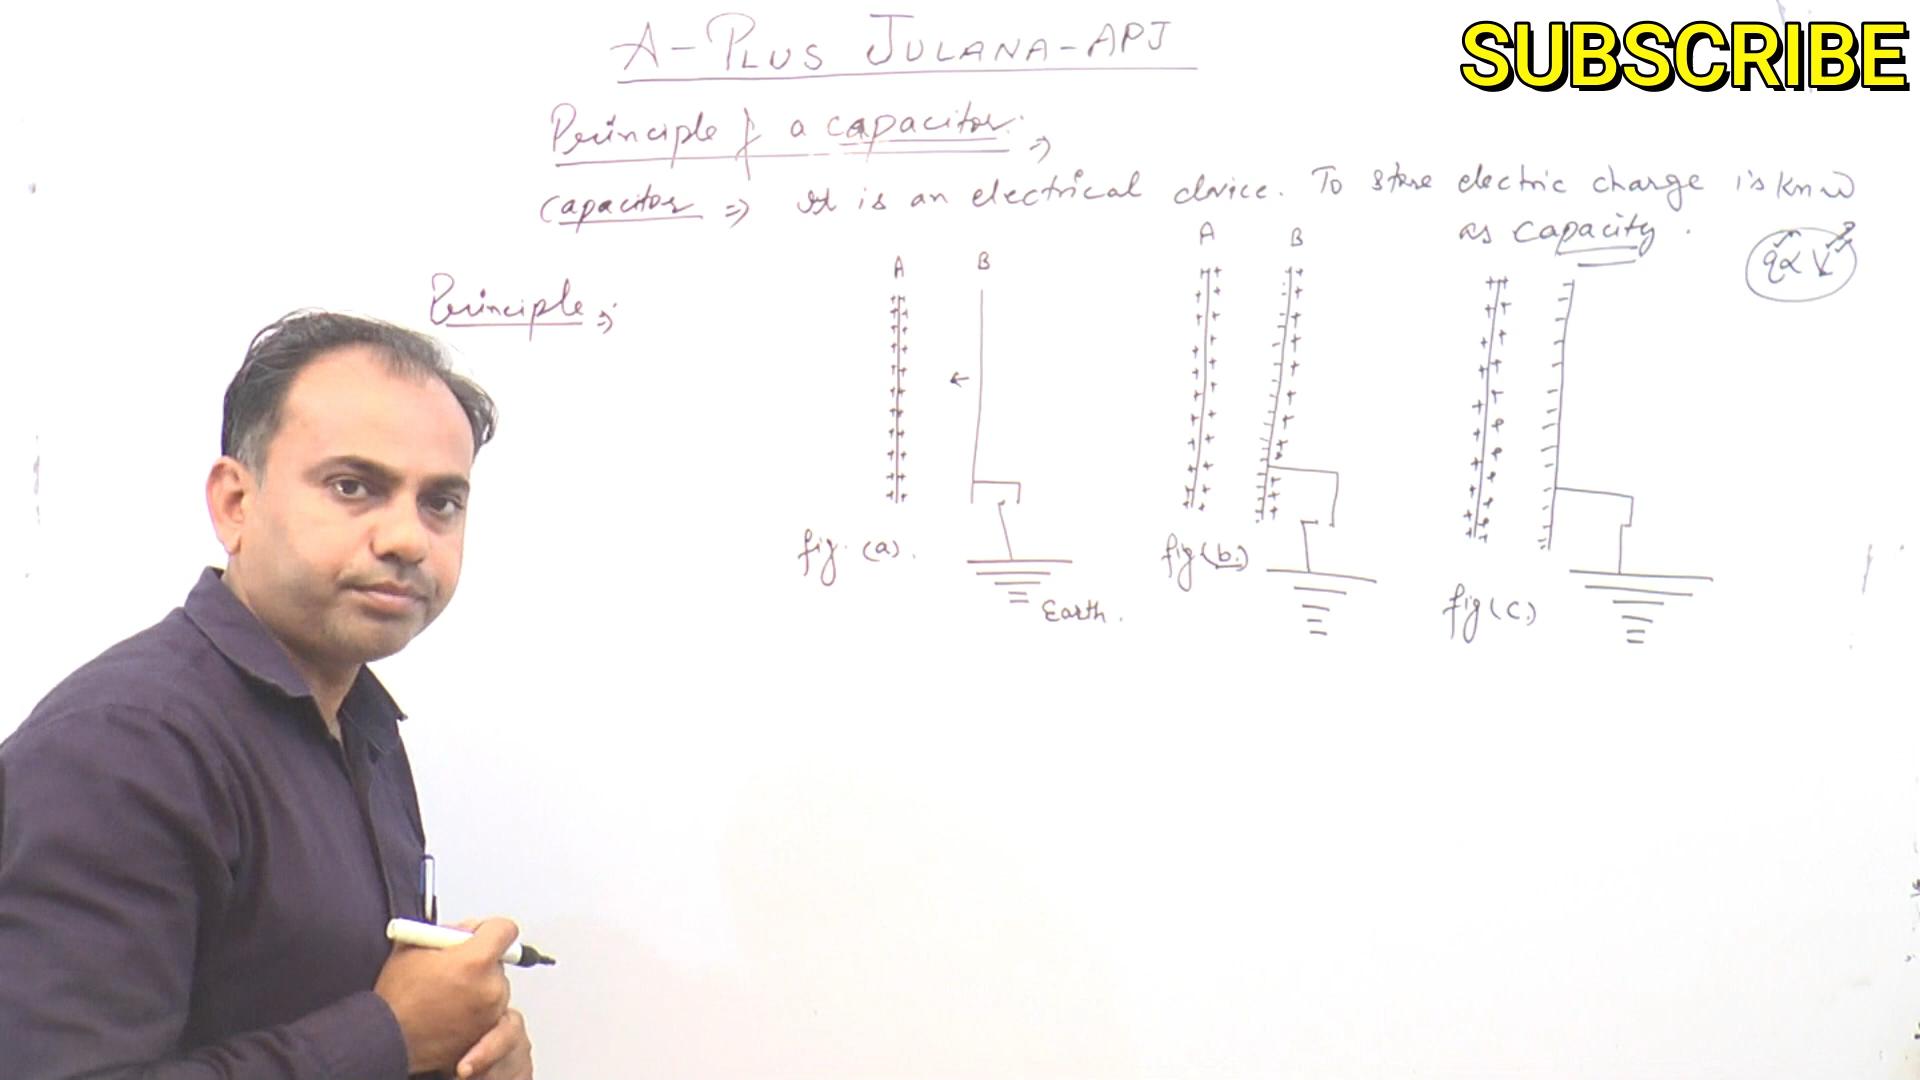 A-PLUS JULANA-APJ
SUBSCRIBE
Principle of a capacitor. ⇒
Capacitor ⇒ It is an electrical device. To store electric charge is know
as capacity.
q∝V
Principle ⇒
A B
A B
fig. (a).
fig (b.)
fig (c.)
Earth.